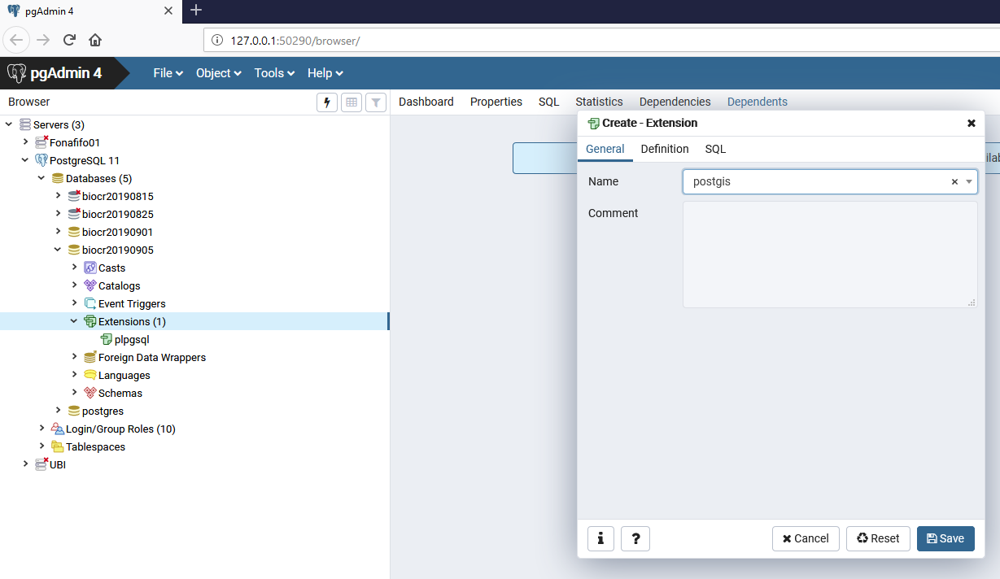 pgAdmin 4
127.0.0.1:50290/browser/
pgAdmin 4 File Object Tools Help
Browser
Dashboard Properties SQL Statistics Dependencies Dependents
Servers (3)
Fonafifo01
PostgreSQL 11
Databases (5)
biocr20190815
biocr20190825
biocr20190901
biocr20190905
Casts
Catalogs
Event Triggers
Extensions (1)
plpgsql
Foreign Data Wrappers
Languages
Schemas
postgres
Login/Group Roles (10)
Tablespaces
UBI
Create - Extension
General Definition SQL
Name postgis
Comment
Cancel Reset Save